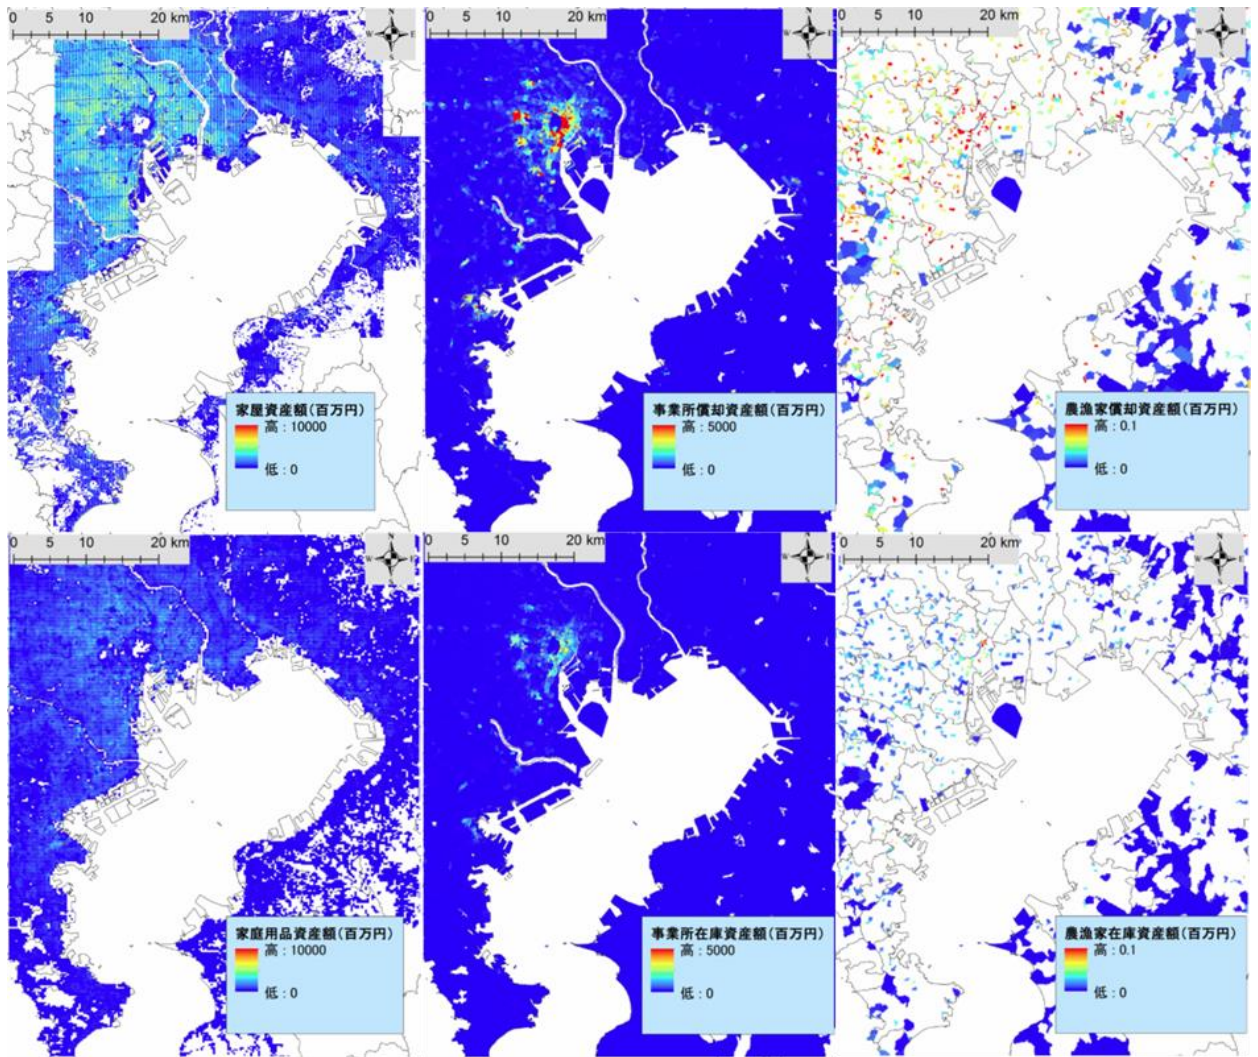 0 5 10 20 km
N
W E
S
家屋資産額(百万円)
高 : 10000
低 : 0
0 5 10 20 km
N
W E
S
事業所償却資産額(百万円)
高 : 5000
低 : 0
0 5 10 20 km
N
W E
S
農漁家償却資産額(百万円)
高 : 0.1
低 : 0
0 5 10 20 km
N
W E
S
家庭用品資産額(百万円)
高 : 10000
低 : 0
0 5 10 20 km
N
W E
S
事業所在庫資産額(百万円)
高 : 5000
低 : 0
0 5 10 20 km
N
W E
S
農漁家在庫資産額(百万円)
高 : 0.1
低 : 0